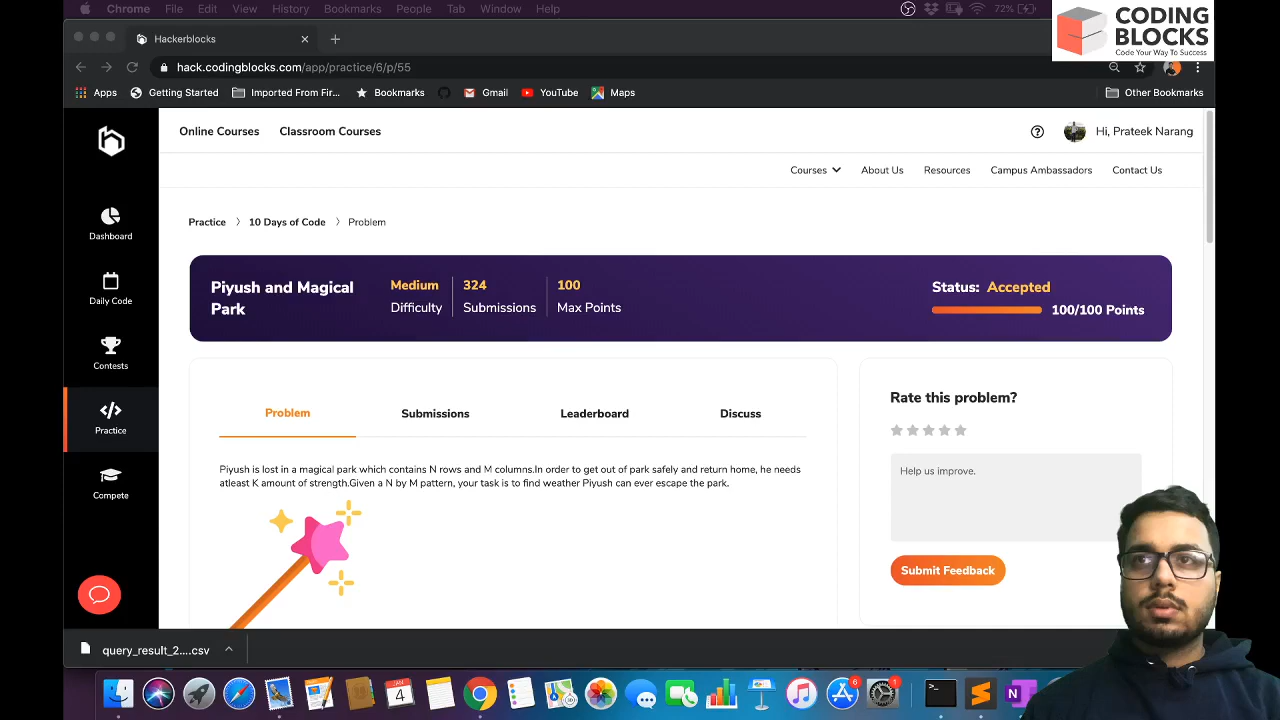 Chrome File Edit View History Bookmarks People Tab Window Help
72%
CODING
BLOCKS
Code Your Way To Success
Hackerblocks
hack.codingblocks.com/app/practice/6/p/55
Apps Getting Started Imported From Fir... Bookmarks Gmail YouTube Maps Other Bookmarks
Online Courses Classroom Courses Hi, Prateek Narang
Courses About Us Resources Campus Ambassadors Contact Us
Dashboard
Daily Code
Contests
Practice
Compete
Practice > 10 Days of Code > Problem
Piyush and Magical
Park
Medium
Difficulty
324
Submissions
100
Max Points
Status: Accepted
100/100 Points
Problem Submissions Leaderboard Discuss
Piyush is lost in a magical park which contains N rows and M columns.In order to get out of park safely and return home, he needs
atleast K amount of strength.Given a N by M pattern, your task is to find weather Piyush can ever escape the park.
Rate this problem?
Help us improve.
Submit Feedback
query_result_2....csv
4
6
1
N